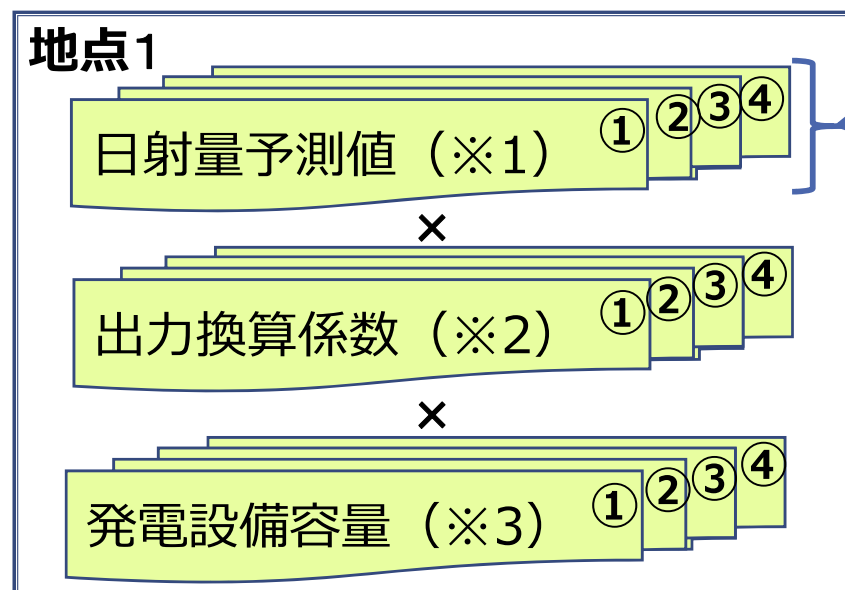 地点1
日射量予測値（※1） ① ② ③ ④
×
出力換算係数（※2） ① ② ③ ④
×
発電設備容量（※3） ① ② ③ ④